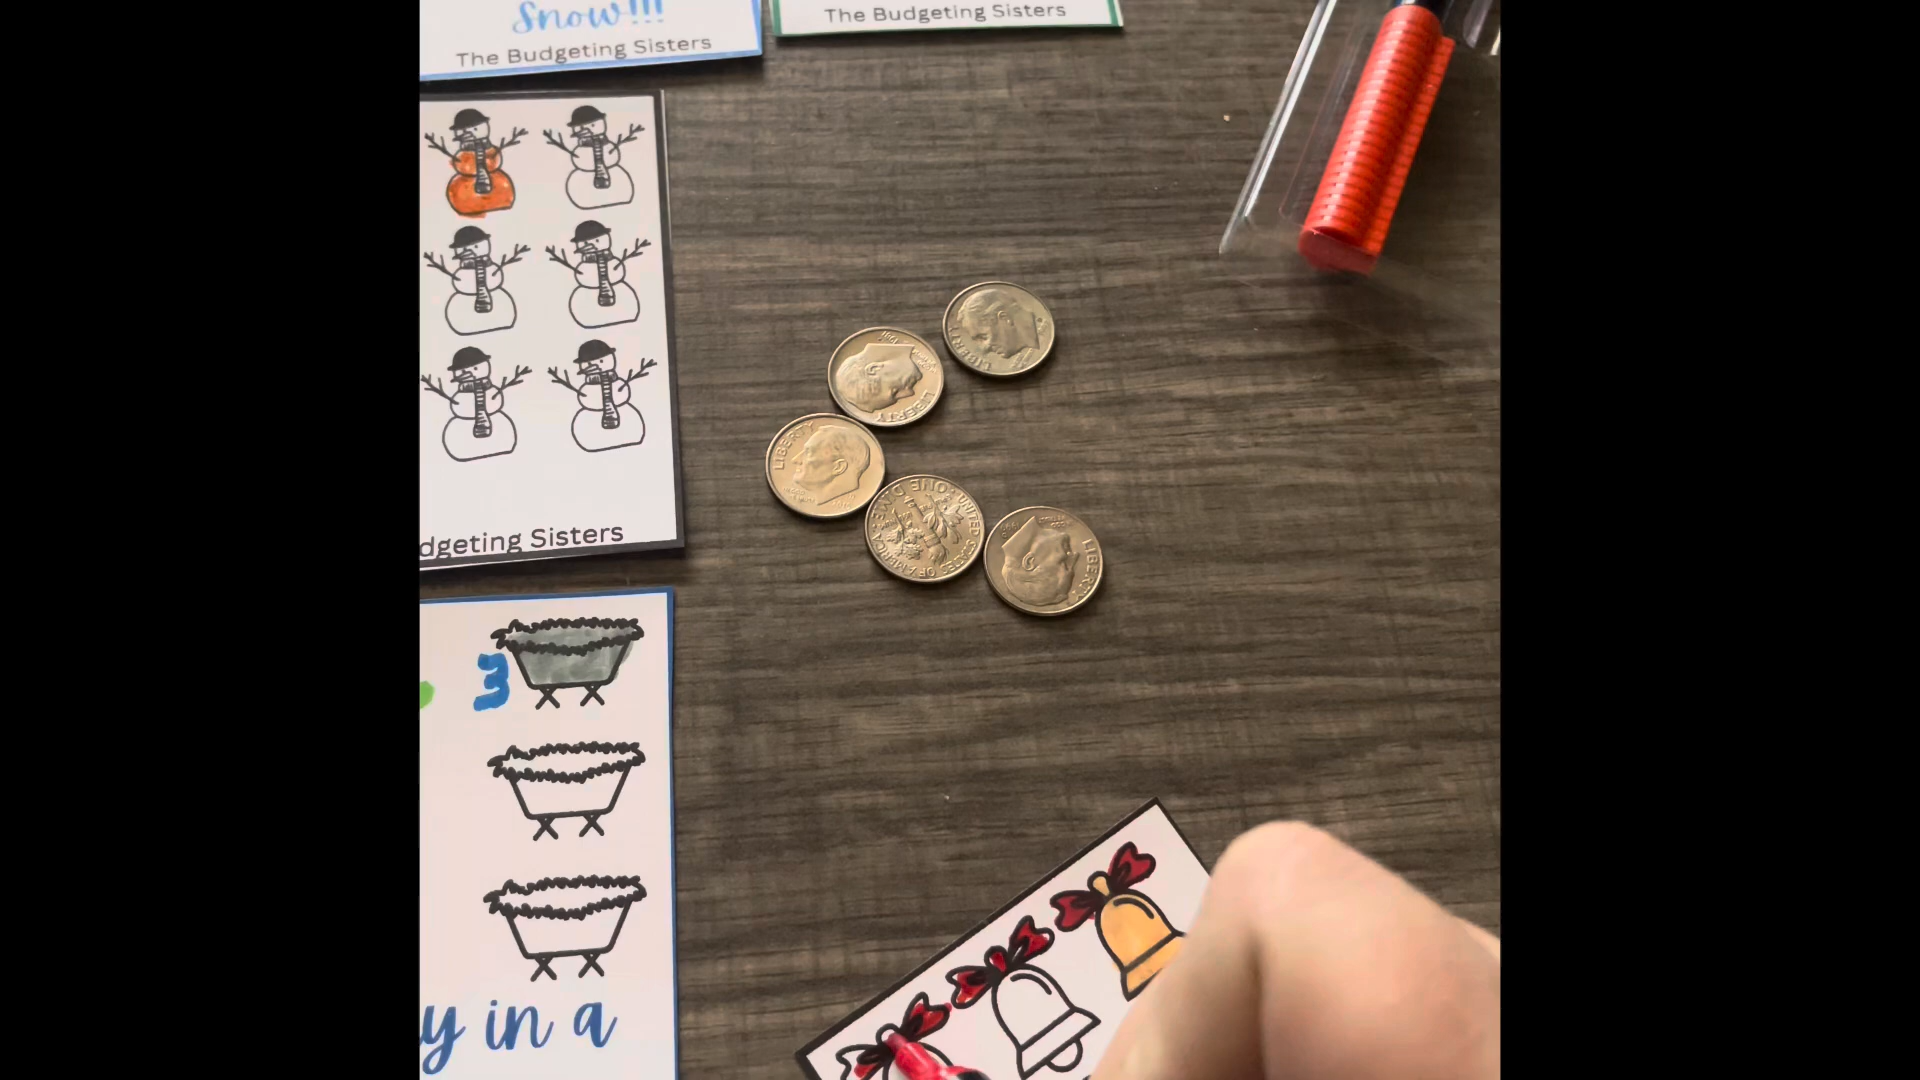 Snow!!!
The Budgeting Sisters
The Budgeting Sisters
dgeting Sisters
LIBERTY
LIBERTY
LIBERTY
UNITED STATES OF AMERICA · ONE DIME ·
LIBERTY
3
y in a